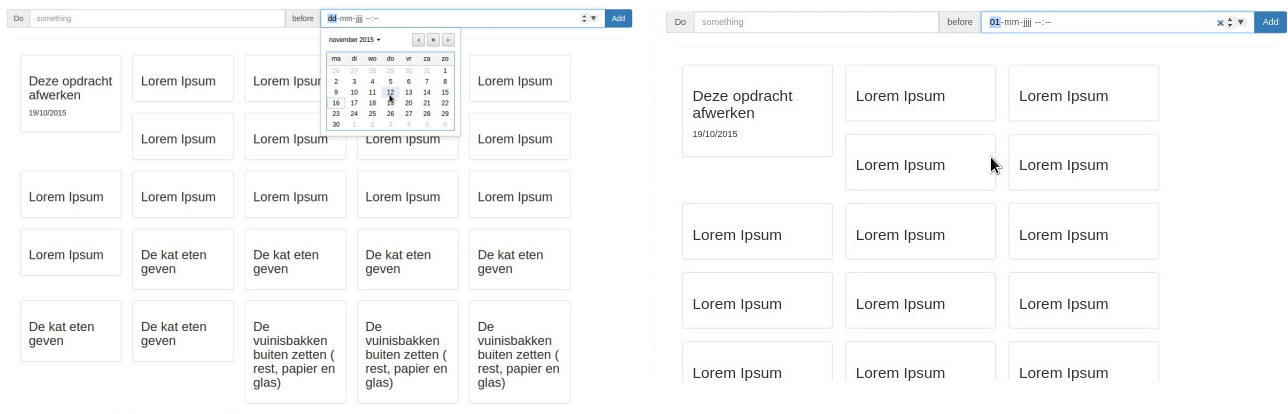 Do something before dd-mm-jjjj --:-- Add
november 2015
ma di wo do vr za zo
26 27 28 29 30 31 1
2 3 4 5 6 7 8
9 10 11 12 13 14 15
16 17 18 19 20 21 22
23 24 25 26 27 28 29
30 1 2 3 4 5 6
Deze opdracht
afwerken
19/10/2015
Lorem Ipsum
Lorem Ipsum
Lorem Ipsum
Lorem Ipsum
Lorem Ipsum
Lorem Ipsum
Lorem Ipsum
Lorem Ipsum
Lorem Ipsum
Lorem Ipsum
Lorem Ipsum
Lorem Ipsum
Lorem Ipsum
De kat eten
geven
De kat eten
geven
De kat eten
geven
De kat eten
geven
De kat eten
geven
De kat eten
geven
De
vuinisbakken
buiten zetten (
rest, papier en
glas)
De
vuinisbakken
buiten zetten (
rest, papier en
glas)
De
vuinisbakken
buiten zetten (
rest, papier en
glas)
Do something before 01-mm-jjjj --:-- Add
Deze opdracht
afwerken
19/10/2015
Lorem Ipsum
Lorem Ipsum
Lorem Ipsum
Lorem Ipsum
Lorem Ipsum
Lorem Ipsum
Lorem Ipsum
Lorem Ipsum
Lorem Ipsum
Lorem Ipsum
Lorem Ipsum
Lorem Ipsum
Lorem Ipsum